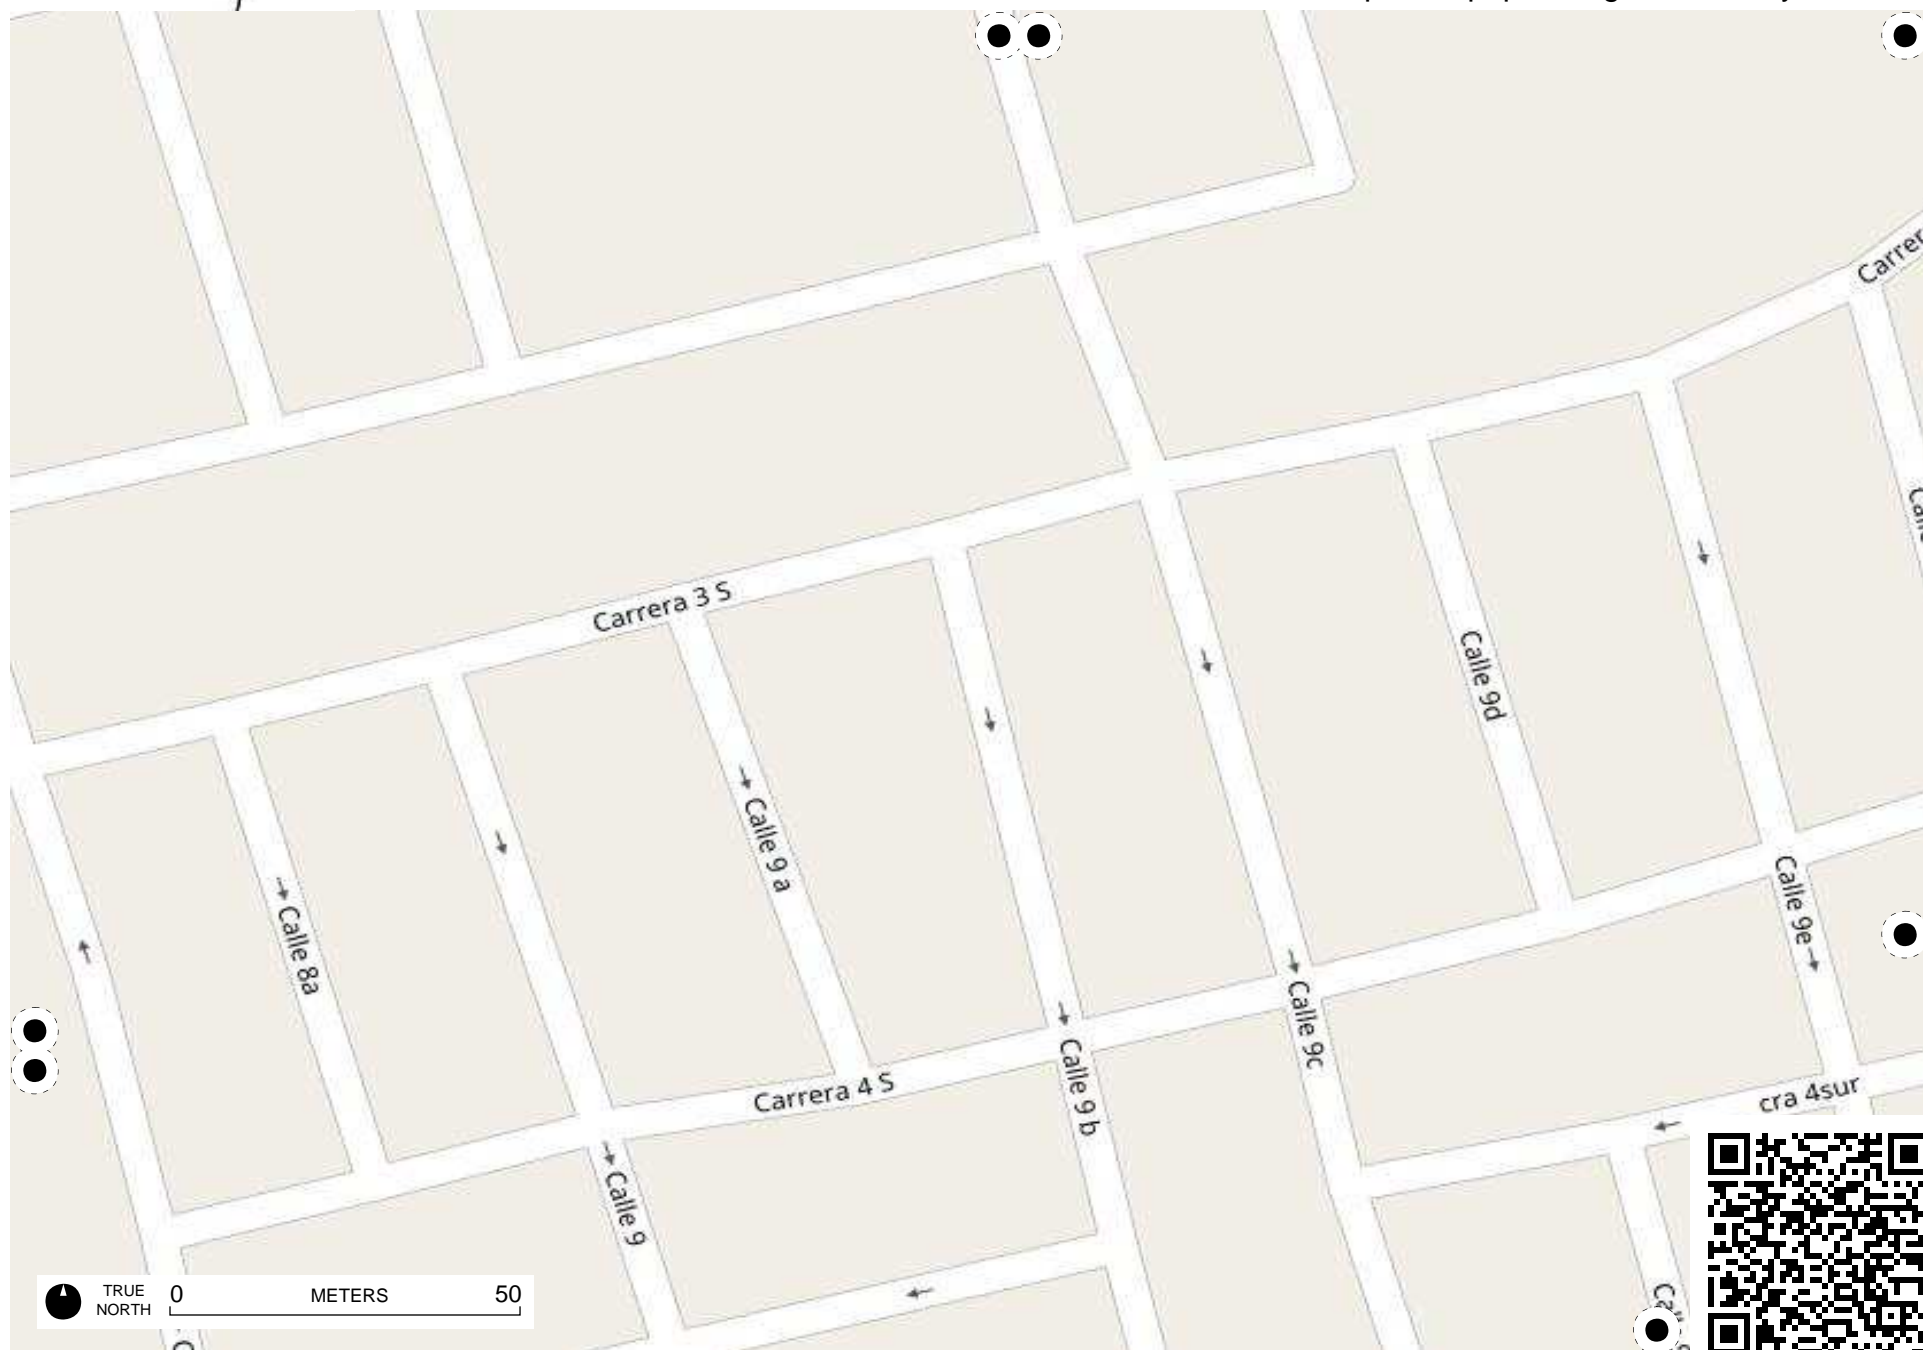 Carrera 3 S
Calle 9d
Calle 9 a
Calle 8a
Calle 9e
Calle 9c
Calle 9 b
Carrera 4 S
cra 4sur
Calle 9
TRUE NORTH
0 METERS 50